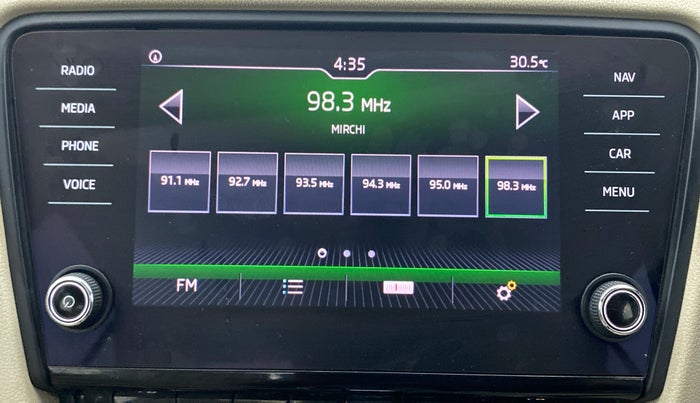 4:35
30.5°C
RADIO
MEDIA
PHONE
VOICE
98.3 MHz
MIRCHI
91.1 MHz
92.7 MHz
93.5 MHz
94.3 MHz
95.0 MHz
98.3 MHz
FM
NAV
APP
CAR
MENU